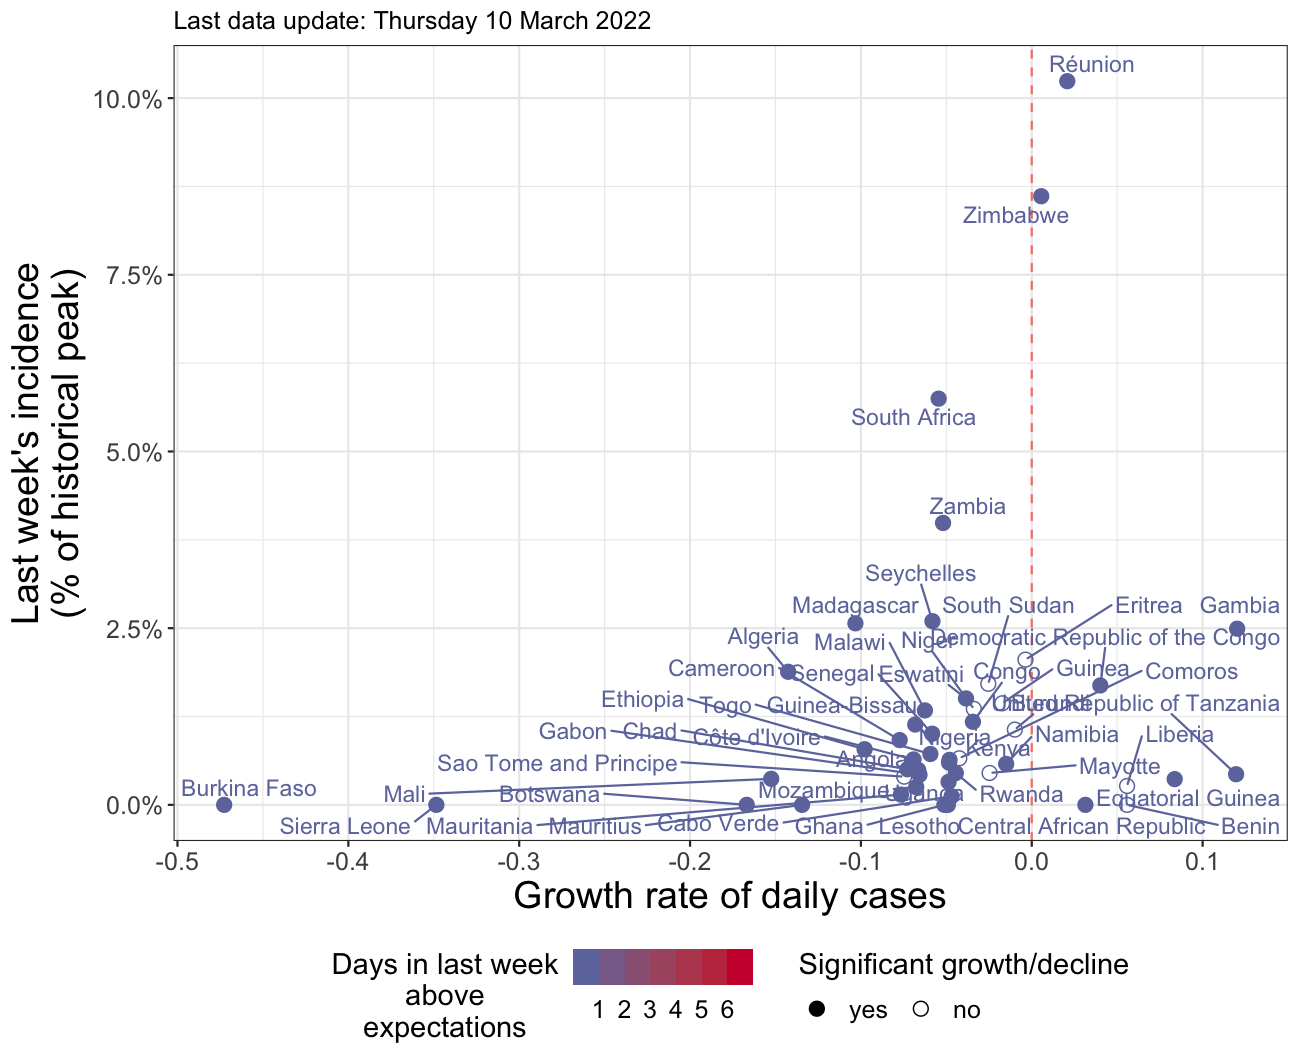 Last data update: Thursday 10 March 2022
Last week's incidence
(% of historical peak)
10.0%
7.5%
5.0%
2.5%
0.0%
Réunion
Zimbabwe
South Africa
Zambia
Seychelles
Madagascar
South Sudan
Eritrea
Gambia
Algeria
Malawi
Niger
Democratic Republic of the Congo
Cameroon
Senegal
Eswatini
Congo
Guinea
Comoros
Ethiopia
Togo
Guinea-Bissau
Burundi
United Republic of Tanzania
Gabon
Chad
Côte d'Ivoire
Nigeria
Kenya
Namibia
Liberia
Sao Tome and Principe
Angola
Mayotte
Burkina Faso
Mali
Botswana
Mozambique
Uganda
Rwanda
Equatorial Guinea
Sierra Leone
Mauritania
Mauritius
Cabo Verde
Ghana
Lesotho
Central African Republic
Benin
-0.5
-0.4
-0.3
-0.2
-0.1
0.0
0.1
Growth rate of daily cases
Days in last week
above
expectations
1 2 3 4 5 6
Significant growth/decline
yes
no